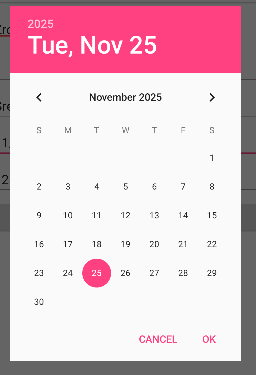 2025
Tue, Nov 25
November 2025
S M T W T F S
1
2 3 4 5 6 7 8
9 10 11 12 13 14 15
16 17 18 19 20 21 22
23 24 25 26 27 28 29
30
CANCEL OK